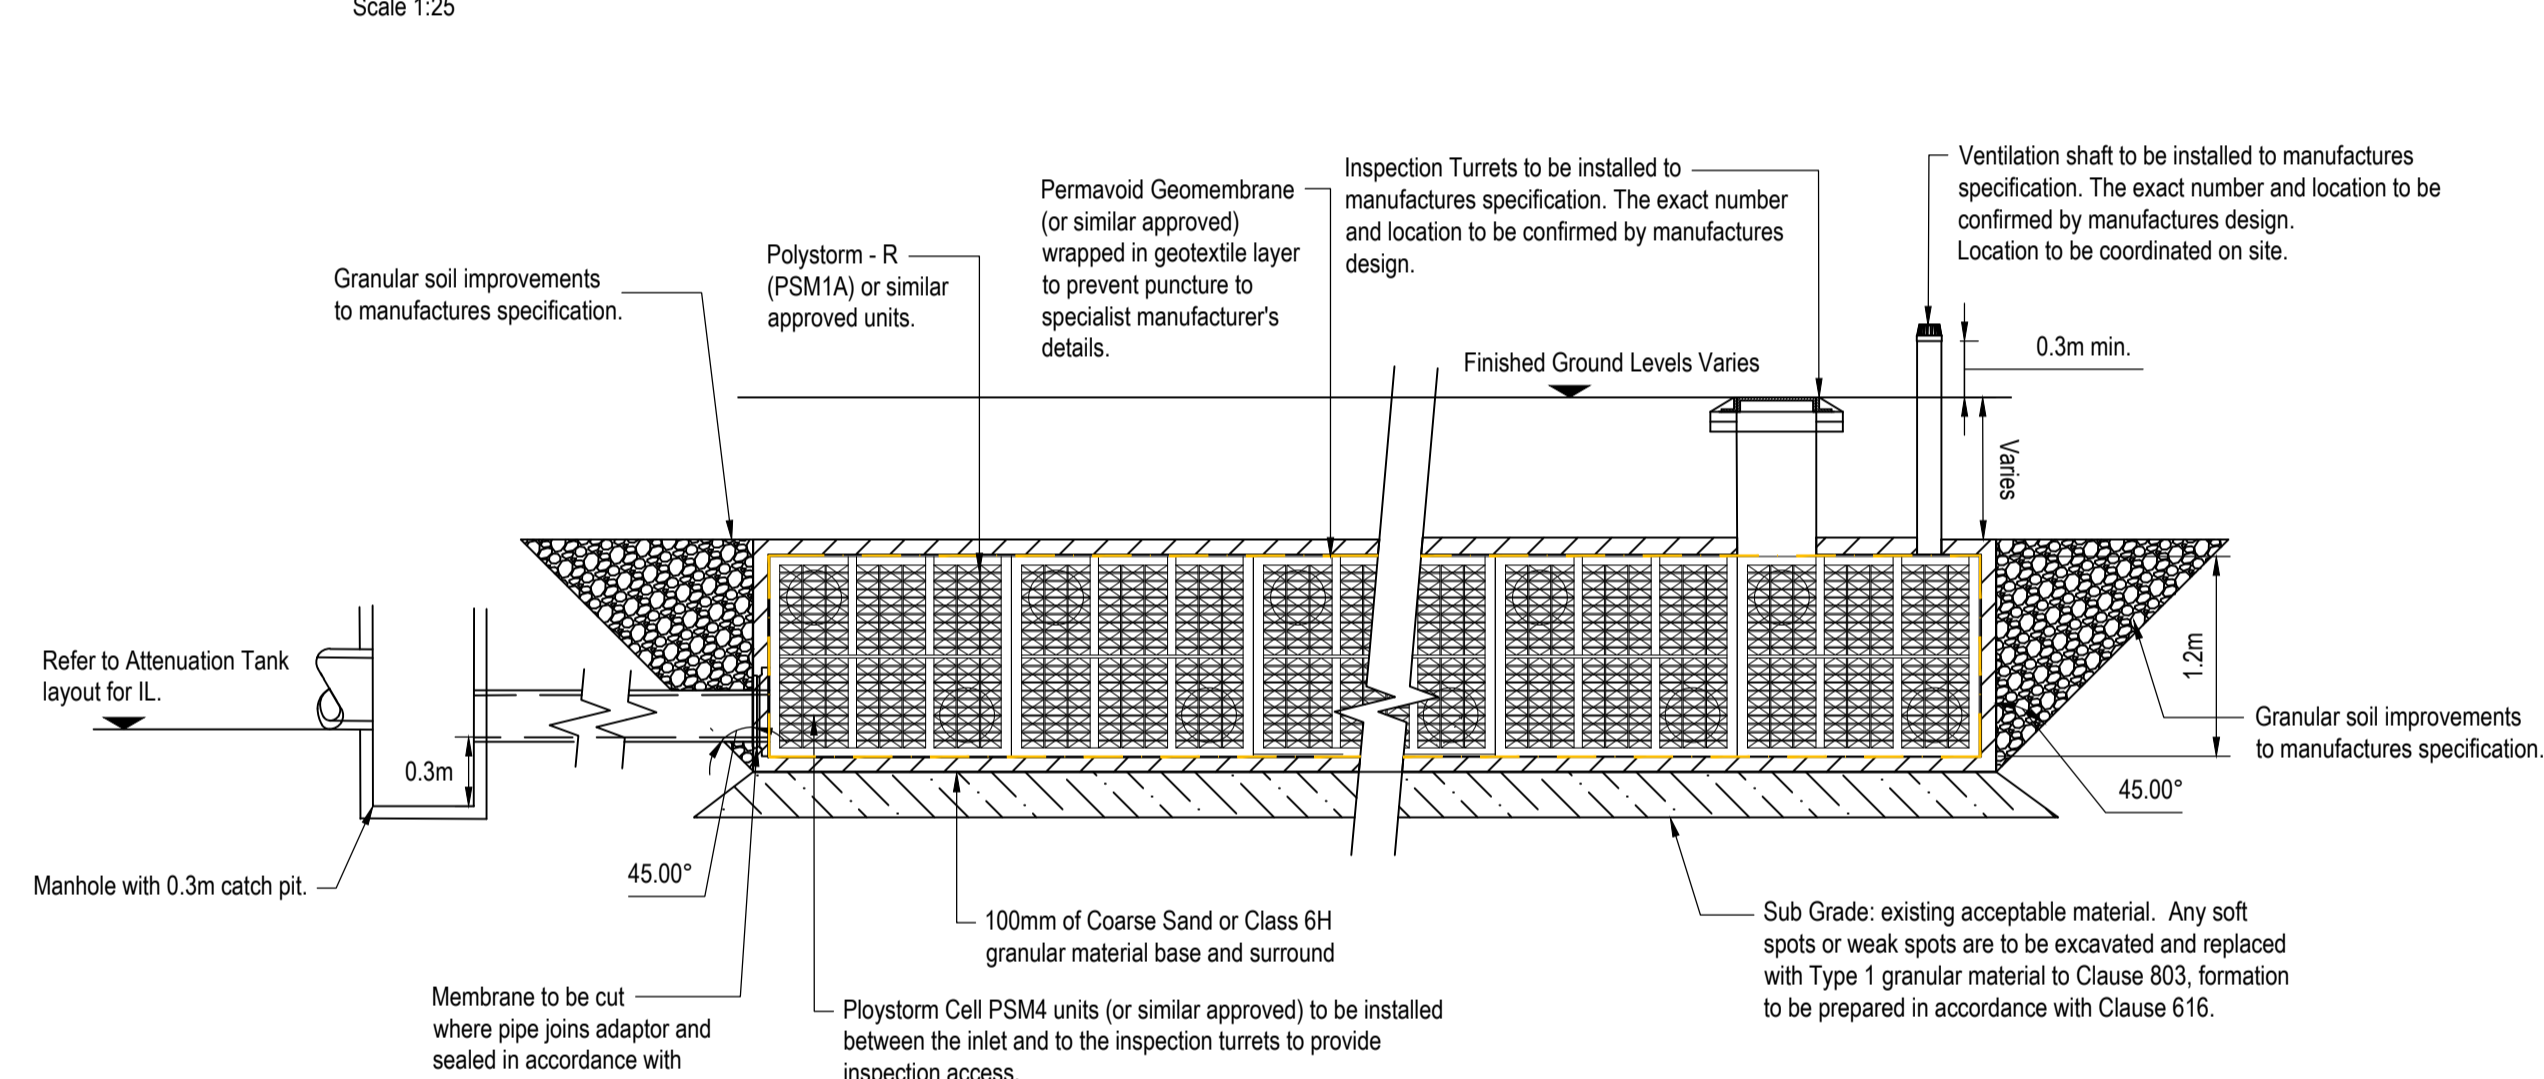 Scale 1:25
Ventilation shaft to be installed to manufactures
specification. The exact number and location to be
confirmed by manufactures design.
Location to be coordinated on site.
Inspection Turrets to be installed to
manufactures specification. The exact number
and location to be confirmed by manufactures
design.
Permavoid Geomembrane
(or similar approved)
wrapped in geotextile layer
to prevent puncture to
specialist manufacturer's
details.
Polystorm - R
(PSM1A) or similar
approved units.
Granular soil improvements
to manufactures specification.
Finished Ground Levels Varies
0.3m min.
Varies
Refer to Attenuation Tank
layout for IL.
1.2m
Granular soil improvements
to manufactures specification.
0.3m
45.00°
Manhole with 0.3m catch pit.
45.00°
100mm of Coarse Sand or Class 6H
granular material base and surround
Sub Grade: existing acceptable material.  Any soft
spots or weak spots are to be excavated and replaced
with Type 1 granular material to Clause 803, formation
to be prepared in accordance with Clause 616.
Membrane to be cut
where pipe joins adaptor and
sealed in accordance with
Ploystorm Cell PSM4 units (or similar approved) to be installed
between the inlet and to the inspection turrets to provide
inspection access.